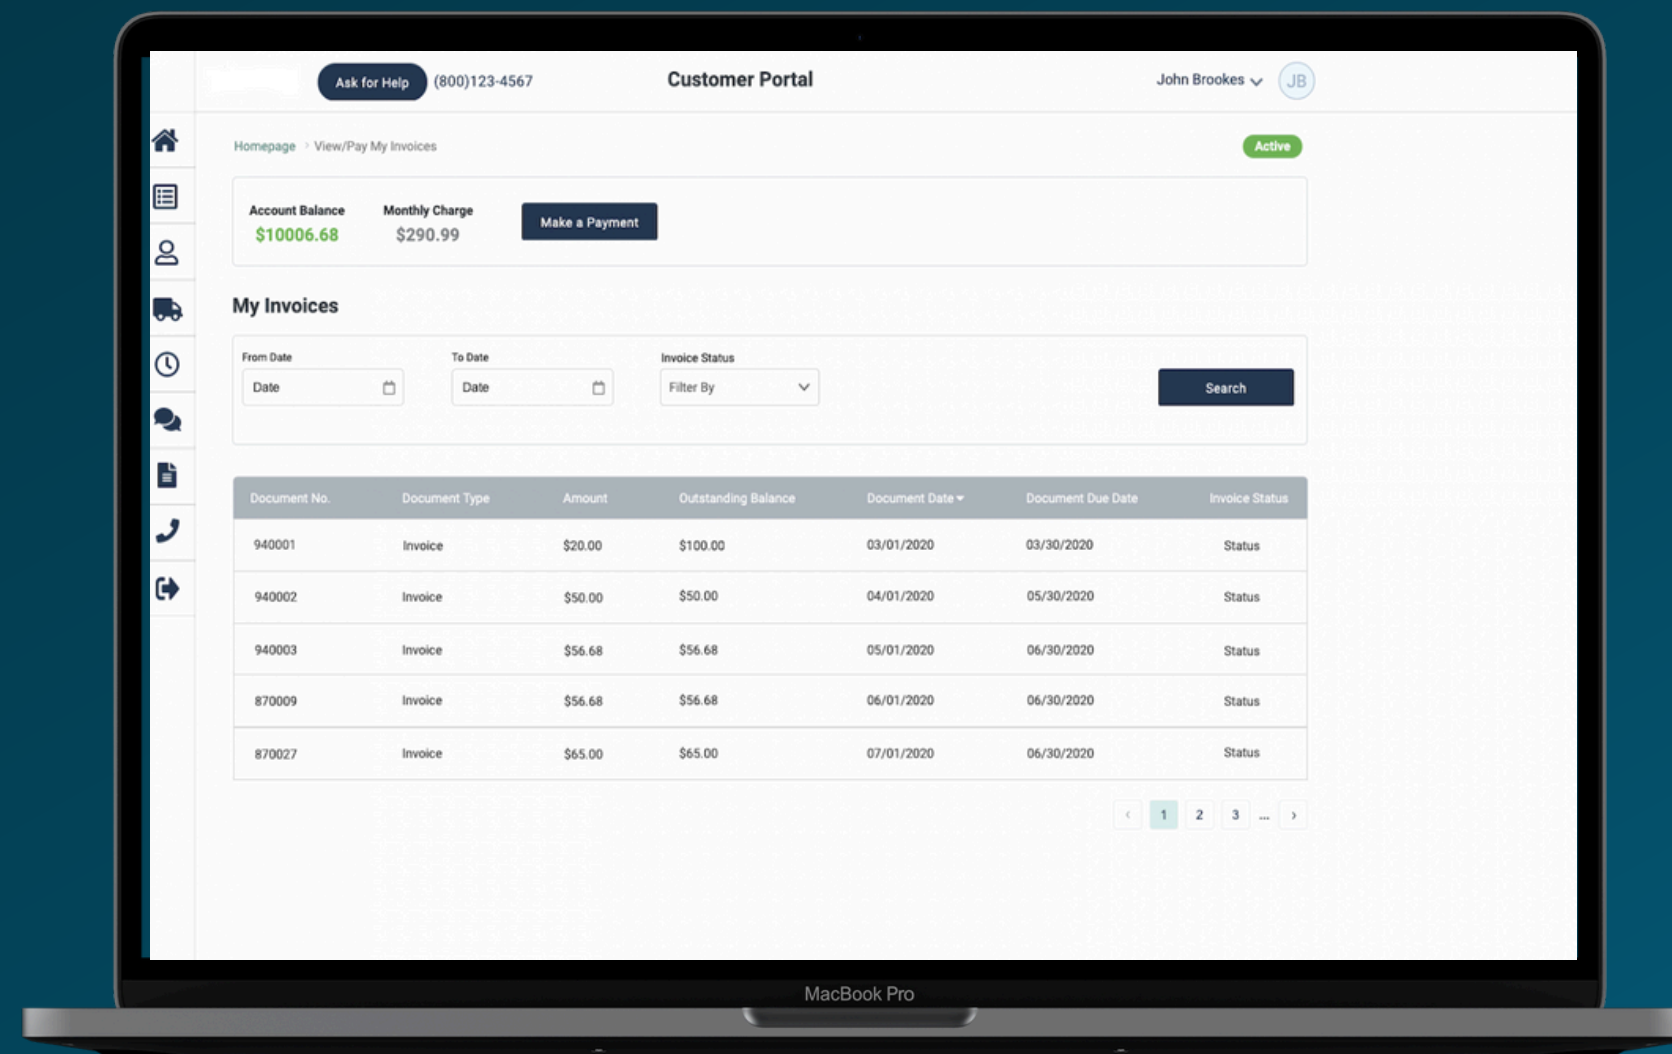 Ask for Help (800)123-4567 Customer Portal John Brookes JB
Homepage > View/Pay My Invoices Active
Account Balance Monthly Charge
$10006.68 $290.99 Make a Payment
My Invoices
From Date To Date Invoice Status
Date Date Filter By Search
Document No. Document Type Amount Outstanding Balance Document Date Document Due Date Invoice Status
940001 Invoice $20.00 $100.00 03/01/2020 03/30/2020 Status
940002 Invoice $50.00 $50.00 04/01/2020 05/30/2020 Status
940003 Invoice $56.68 $56.68 05/01/2020 06/30/2020 Status
870009 Invoice $56.68 $56.68 06/01/2020 06/30/2020 Status
870027 Invoice $65.00 $65.00 07/01/2020 06/30/2020 Status
‹ 1 2 3 ... ›
MacBook Pro